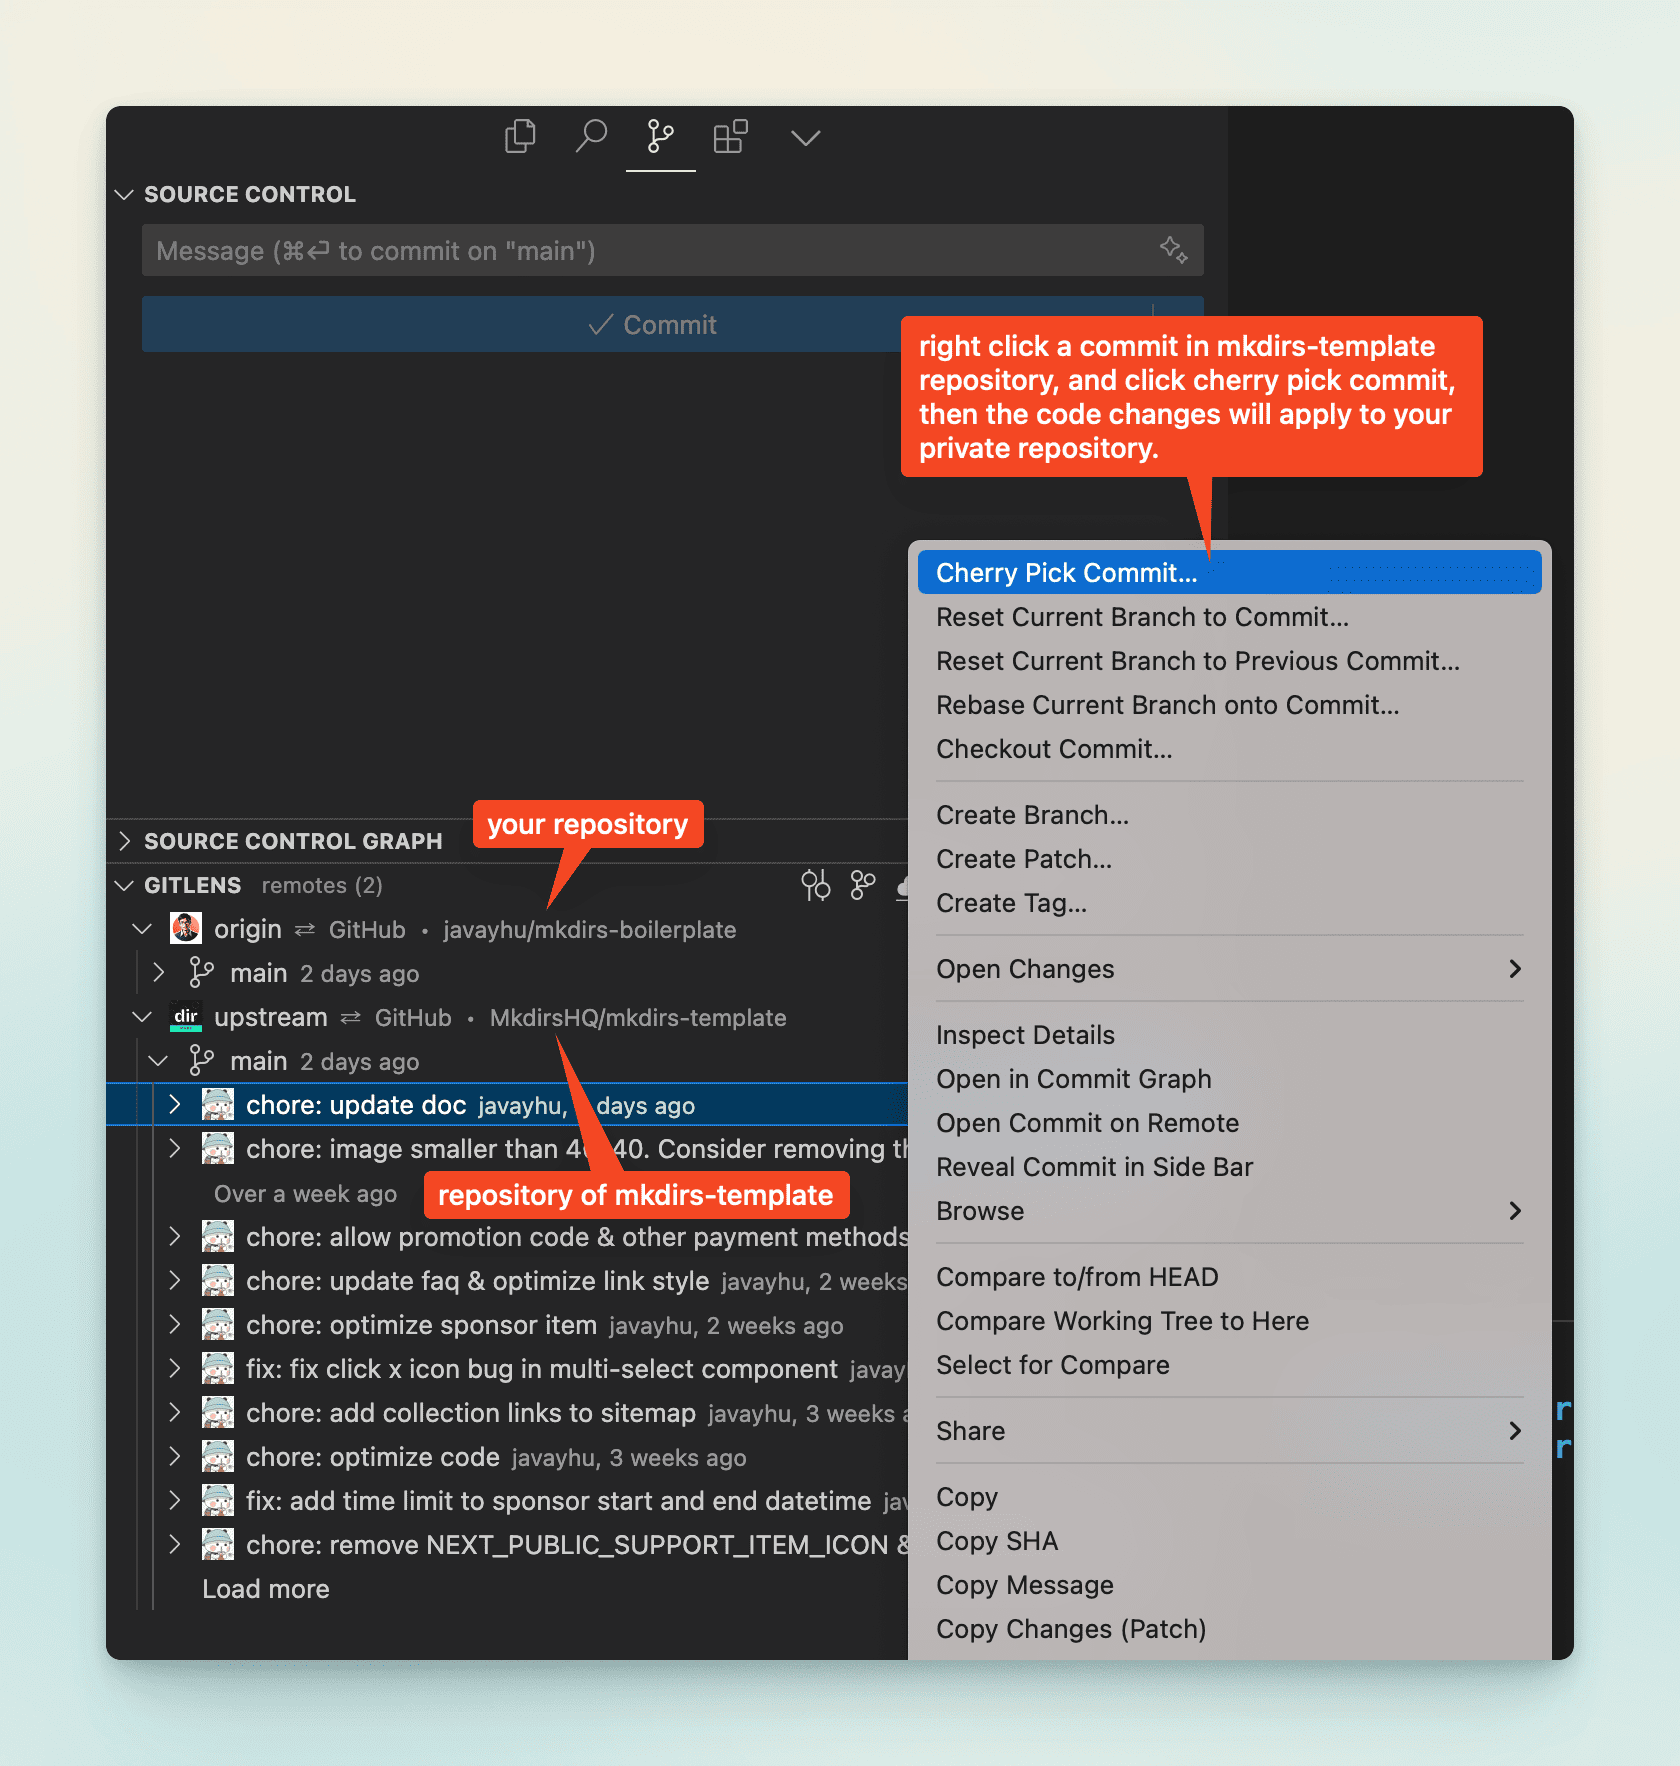 SOURCE CONTROL
Message (⌘⏎ to commit on "main")
Commit
right click a commit in mkdirs-template
repository, and click cherry pick commit,
then the code changes will apply to your
private repository.
Cherry Pick Commit...
Reset Current Branch to Commit...
Reset Current Branch to Previous Commit...
Rebase Current Branch onto Commit...
Checkout Commit...
Create Branch...
Create Patch...
Create Tag...
Open Changes
Inspect Details
Open in Commit Graph
Open Commit on Remote
Reveal Commit in Side Bar
Browse
Compare to/from HEAD
Compare Working Tree to Here
Select for Compare
Share
Copy
Copy SHA
Copy Message
Copy Changes (Patch)
your repository
SOURCE CONTROL GRAPH
GITLENS remotes (2)
origin ⇄ GitHub • javayhu/mkdirs-boilerplate
main 2 days ago
dir upstream ⇄ GitHub • MkdirsHQ/mkdirs-template
main 2 days ago
chore: update doc javayhu, days ago
chore: image smaller than 40. Consider removing
Over a week ago
repository of mkdirs-template
chore: allow promotion code & other payment methods
chore: update faq & optimize link style javayhu, 2 weeks
chore: optimize sponsor item javayhu, 2 weeks ago
fix: fix click x icon bug in multi-select component javay
chore: add collection links to sitemap javayhu, 3 weeks
chore: optimize code javayhu, 3 weeks ago
fix: add time limit to sponsor start and end datetime jav
chore: remove NEXT_PUBLIC_SUPPORT_ITEM_ICON &
Load more
r
r